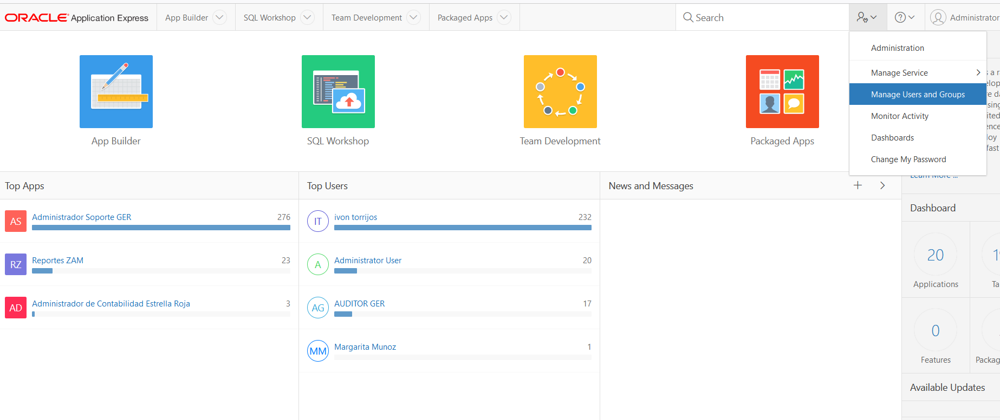 ORACLE Application Express
App Builder
SQL Workshop
Team Development
Packaged Apps
Search
Administrator
Administration
Manage Service
Manage Users and Groups
Monitor Activity
Dashboards
Change My Password
App Builder
SQL Workshop
Team Development
Packaged Apps
Top Apps
AS Administrador Soporte GER 276
RZ Reportes ZAM 23
AD Administrador de Contabilidad Estrella Roja 3
Top Users
IT ivon torrijos 232
A Administrator User 20
AG AUDITOR GER 17
MM Margarita Munoz 1
News and Messages
Dashboard
20
Applications
0
Features
Available Updates